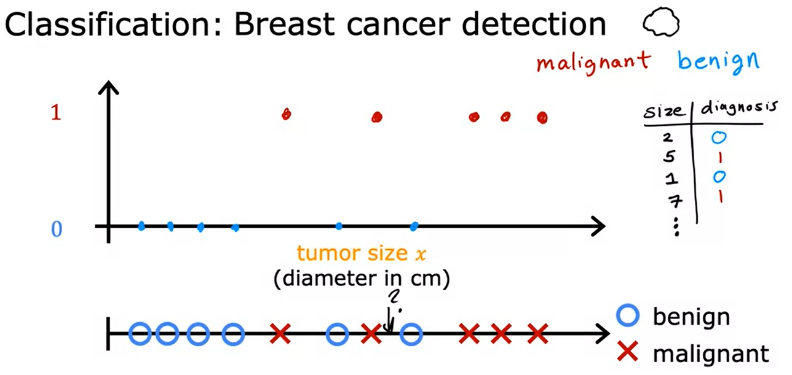 Classification: Breast cancer detection
malignant benign
1
0
size diagnosis
2 0
5 1
1 0
7 1
⋮
tumor size x
(diameter in cm)
?
benign
malignant